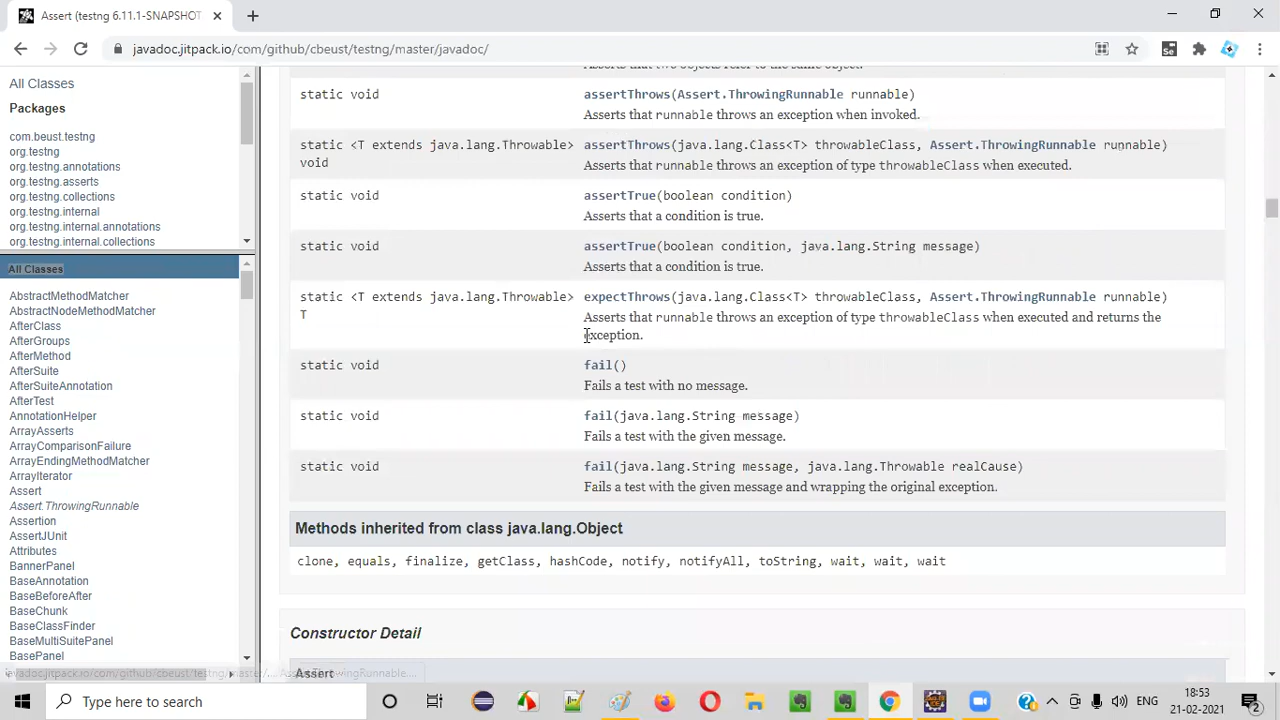 Assert (testng 6.11.1-SNAPSHOT
javadoc.jitpack.io/com/github/cbeust/testng/master/javadoc/
All Classes
Packages
com.beust.testng
org.testng
org.testng.annotations
org.testng.asserts
org.testng.collections
org.testng.internal
org.testng.internal.annotations
org.testng.internal.collections
All Classes
AbstractMethodMatcher
AbstractNodeMethodMatcher
AfterClass
AfterGroups
AfterMethod
AfterSuite
AfterSuiteAnnotation
AfterTest
AnnotationHelper
ArrayAsserts
ArrayComparisonFailure
ArrayEndingMethodMatcher
ArrayIterator
Assert
Assert.ThrowingRunnable
Assertion
AssertJUnit
Attributes
BannerPanel
BaseAnnotation
BaseBeforeAfter
BaseChunk
BaseClassFinder
BaseMultiSuitePanel
BasePanel
Asserts that two objects refer to the same object.
static void assertThrows(Assert.ThrowingRunnable runnable)
Asserts that runnable throws an exception when invoked.
static <T extends java.lang.Throwable> assertThrows(java.lang.Class<T> throwableClass, Assert.ThrowingRunnable runnable)
void Asserts that runnable throws an exception of type throwableClass when executed.
static void assertTrue(boolean condition)
Asserts that a condition is true.
static void assertTrue(boolean condition, java.lang.String message)
Asserts that a condition is true.
static <T extends java.lang.Throwable> expectThrows(java.lang.Class<T> throwableClass, Assert.ThrowingRunnable runnable)
T Asserts that runnable throws an exception of type throwableClass when executed and returns the
exception.
static void fail()
Fails a test with no message.
static void fail(java.lang.String message)
Fails a test with the given message.
static void fail(java.lang.String message, java.lang.Throwable realCause)
Fails a test with the given message and wrapping the original exception.
Methods inherited from class java.lang.Object
clone, equals, finalize, getClass, hashCode, notify, notifyAll, toString, wait, wait, wait
Constructor Detail
Assert
Type here to search
ENG
18:53
21-02-2021
2